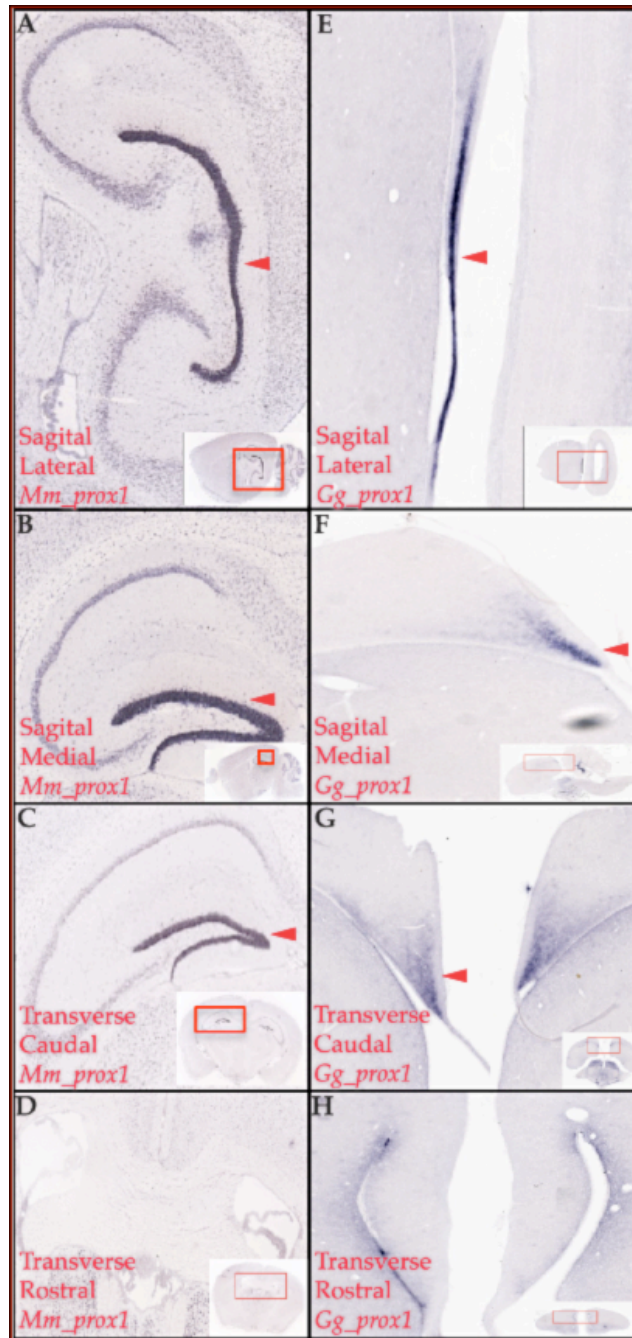 A
Sagital
Lateral
Mm_prox1
E
Sagital
Lateral
Gg_prox1
B
Sagital
Medial
Mm_prox1
F
Sagital
Medial
Gg_prox1
C
Transverse
Caudal
Mm_prox1
G
Transverse
Caudal
Gg_prox1
D
Transverse
Rostral
Mm_prox1
H
Transverse
Rostral
Gg_prox1